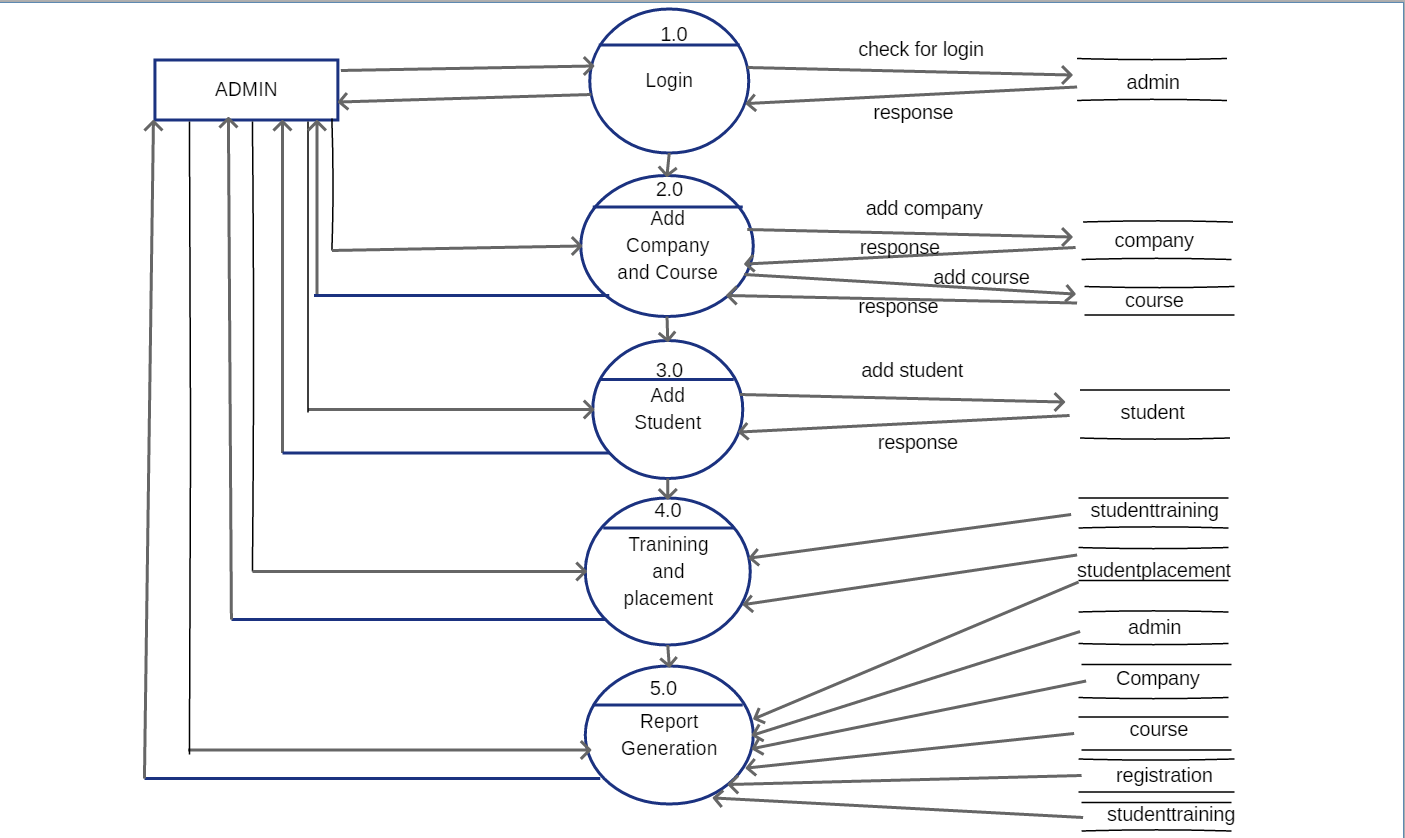 1.0
check for login
ADMIN
Login
admin
response
2.0
Add
Company
and Course
add company
company
response
add course
course
response
3.0
Add
Student
add student
student
response
4.0
Tranining
and
placement
studenttraining
studentplacement
admin
5.0
Report
Generation
Company
course
registration
studenttraining